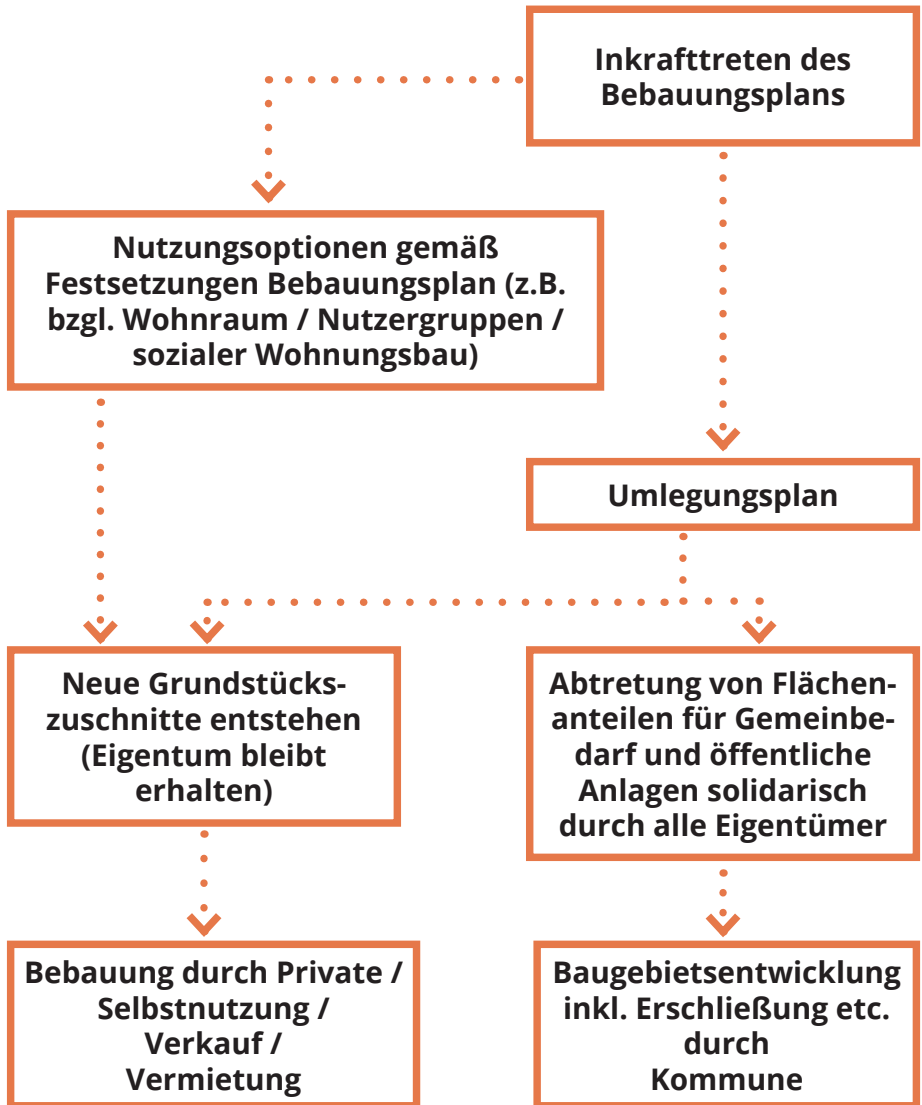 Inkrafttreten des
Bebauungsplans
Nutzungsoptionen gemäß
Festsetzungen Bebauungsplan (z.B.
bzgl. Wohnraum / Nutzergruppen /
sozialer Wohnungsbau)
Umlegungsplan
Neue Grundstücks-
zuschnitte entstehen
(Eigentum bleibt
erhalten)
Abtretung von Flächen-
anteilen für Gemeinbe-
darf und öffentliche
Anlagen solidarisch
durch alle Eigentümer
Bebauung durch Private /
Selbstnutzung /
Verkauf /
Vermietung
Baugebietsentwicklung
inkl. Erschließung etc.
durch
Kommune